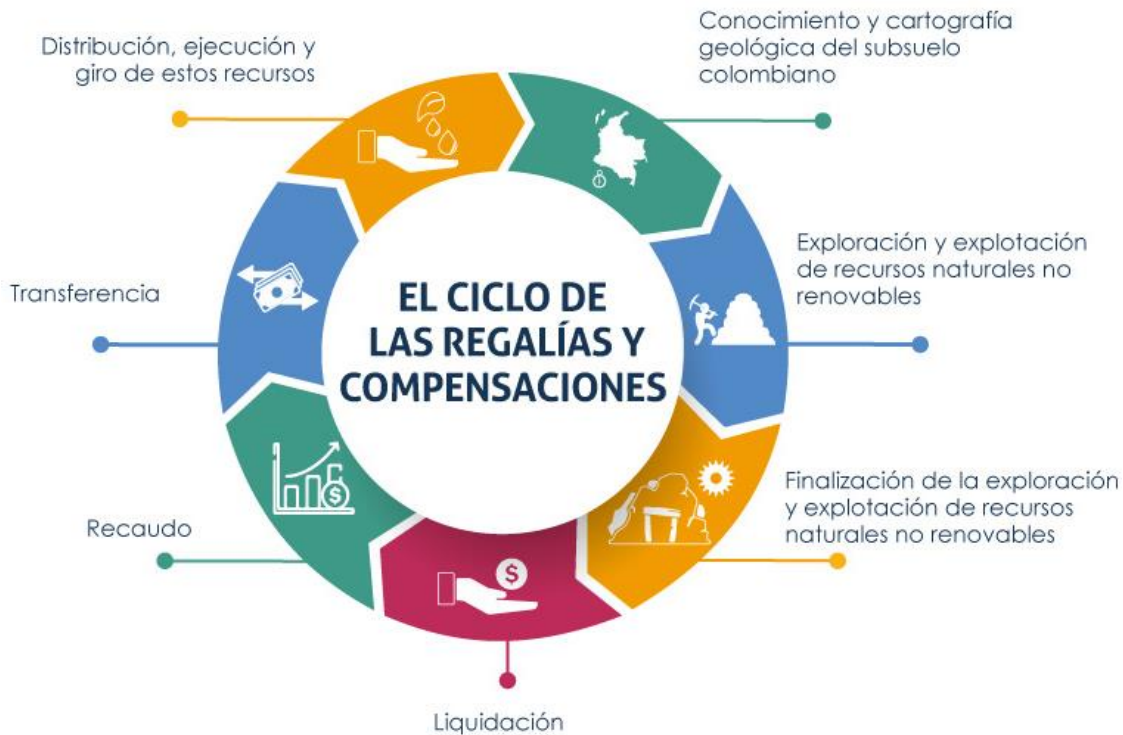 EL CICLO DE
LAS REGALÍAS Y
COMPENSACIONES
Conocimiento y cartografía
geológica del subsuelo
colombiano
Exploración y explotación
de recursos naturales no
renovables
Finalización de la exploración
y explotación de recursos
naturales no renovables
$
Liquidación
$
Recaudo
Transferencia
Distribución, ejecución y
giro de estos recursos